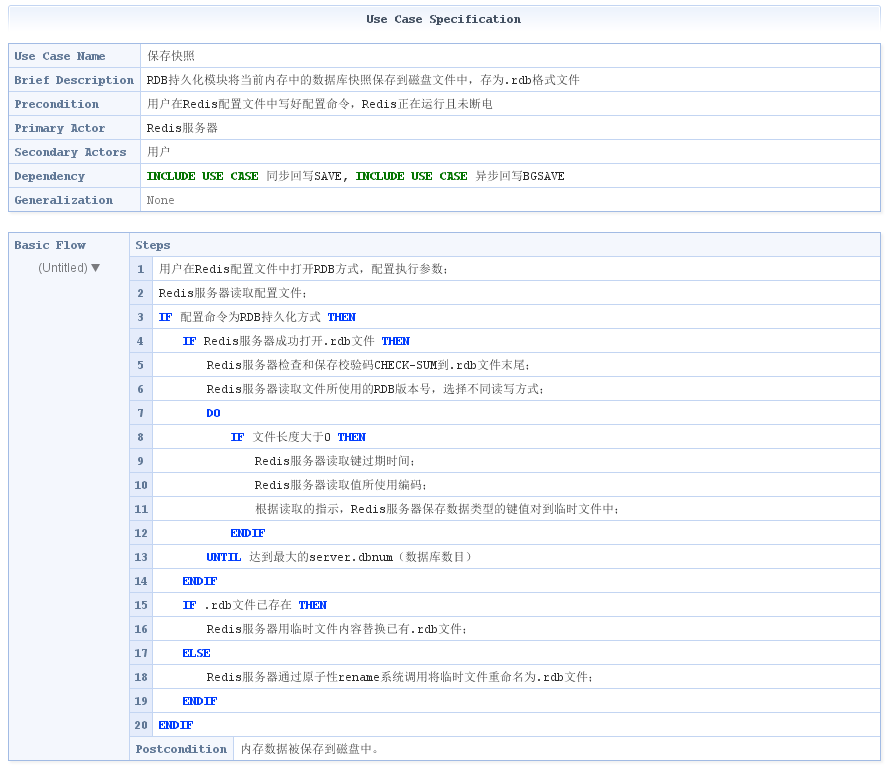 Use Case Specification
Use Case Name 保存快照
Brief Description RDB持久化模块将当前内存中的数据库快照保存到磁盘文件中，存为.rdb格式文件
Precondition 用户在Redis配置文件中写好配置命令，Redis正在运行且未断电
Primary Actor Redis服务器
Secondary Actors 用户
Dependency INCLUDE USE CASE 同步回写SAVE, INCLUDE USE CASE 异步回写BGSAVE
Generalization None
Basic Flow Steps
(Untitled) ▼
1 用户在Redis配置文件中打开RDB方式，配置执行参数;
2 Redis服务器读取配置文件;
3 IF 配置命令为RDB持久化方式 THEN
4 IF Redis服务器成功打开.rdb文件 THEN
5 Redis服务器检查和保存校验码CHECK-SUM到.rdb文件末尾;
6 Redis服务器读取文件所使用的RDB版本号，选择不同读写方式;
7 DO
8 IF 文件长度大于0 THEN
9 Redis服务器读取键过期时间;
10 Redis服务器读取值所使用编码;
11 根据读取的指示，Redis服务器保存数据类型的键值对到临时文件中;
12 ENDIF
13 UNTIL 达到最大的server.dbnum（数据库数目）
14 ENDIF
15 IF .rdb文件已存在 THEN
16 Redis服务器用临时文件内容替换已有.rdb文件;
17 ELSE
18 Redis服务器通过原子性rename系统调用将临时文件重命名为.rdb文件;
19 ENDIF
20 ENDIF
Postcondition 内存数据被保存到磁盘中。